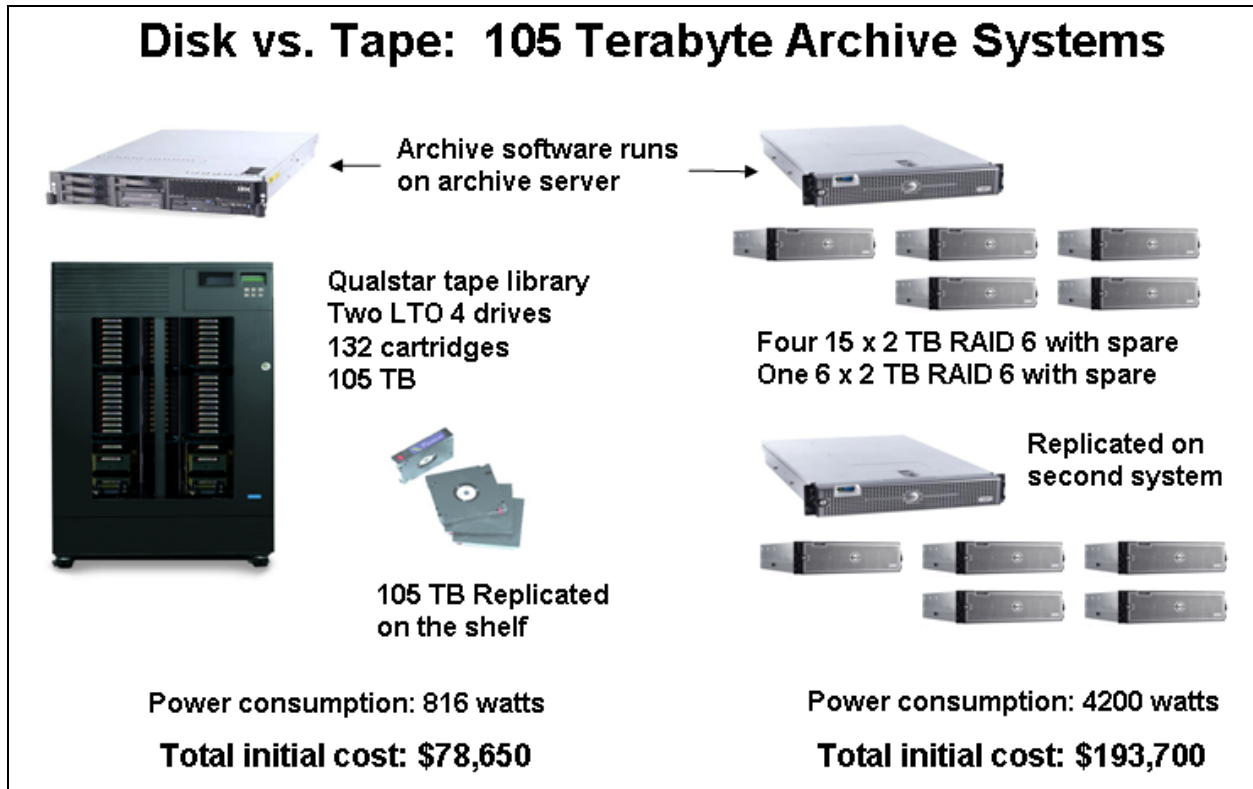 Disk vs. Tape: 105 Terabyte Archive Systems
Archive software runs
on archive server
Qualstar tape library
Two LTO 4 drives
132 cartridges
105 TB
105 TB Replicated
on the shelf
Power consumption: 816 watts
Total initial cost: $78,650
Four 15 x 2 TB RAID 6 with spare
One 6 x 2 TB RAID 6 with spare
Replicated on
second system
Power consumption: 4200 watts
Total initial cost: $193,700